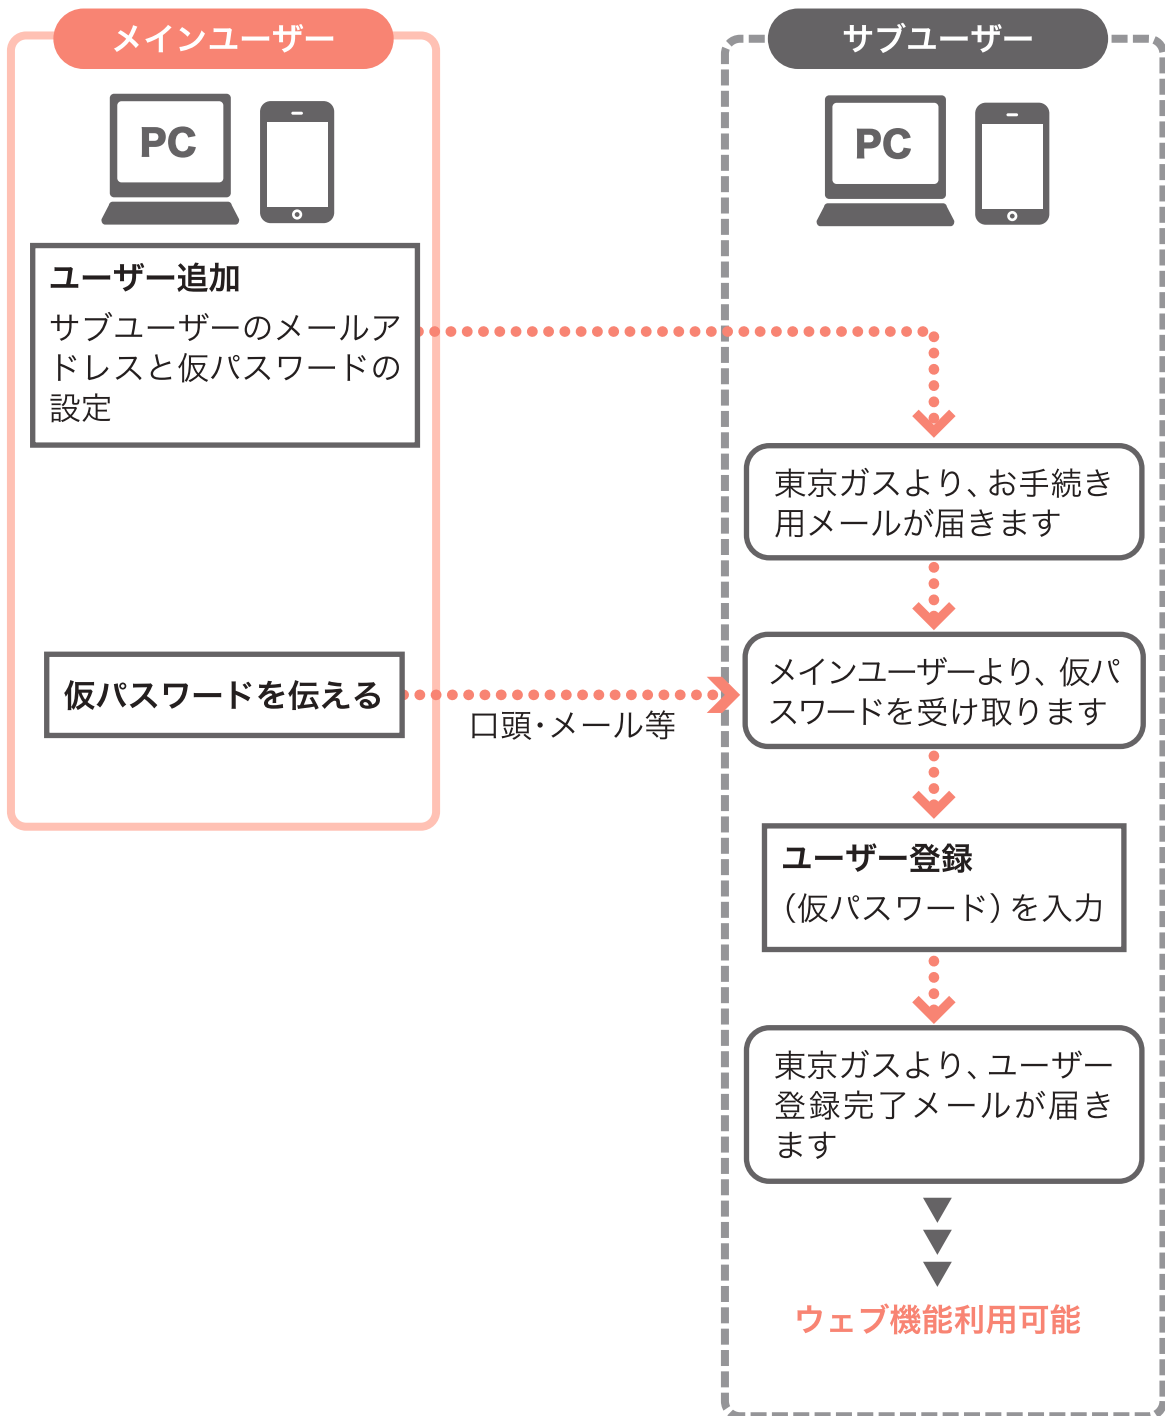 メインユーザー
サブユーザー
PC
PC
ユーザー追加
サブユーザーのメールア
ドレスと仮パスワードの
設定
東京ガスより、お手続き
用メールが届きます
仮パスワードを伝える
口頭・メール等
メインユーザーより、仮パ
スワードを受け取ります
ユーザー登録
（仮パスワード）を入力
東京ガスより、ユーザー
登録完了メールが届き
ます
ウェブ機能利用可能